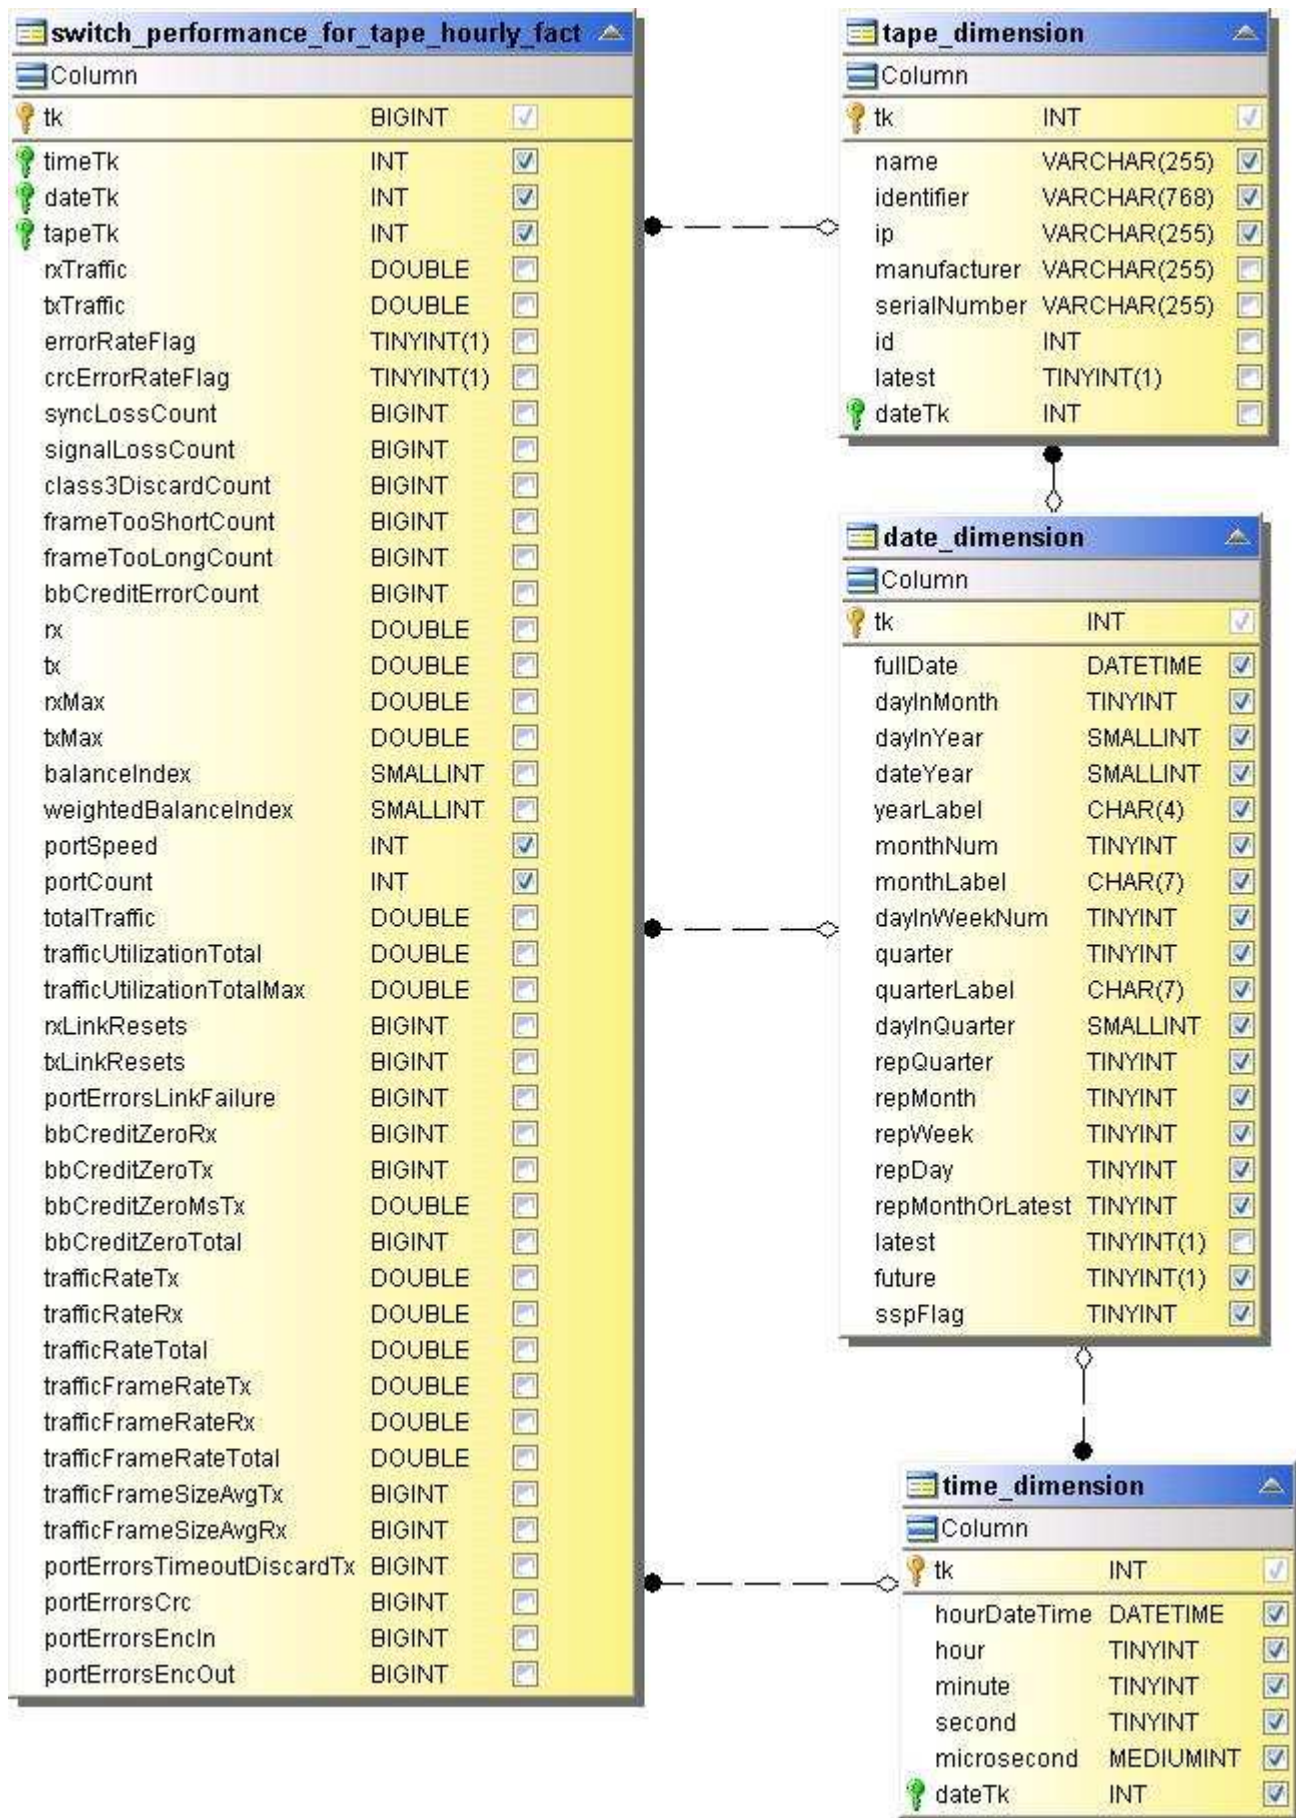 switch_performance_for_tape_hourly_fact
Column
tk BIGINT
timeTk INT
dateTk INT
tapeTk INT
rxTraffic DOUBLE
txTraffic DOUBLE
errorRateFlag TINYINT(1)
crcErrorRateFlag TINYINT(1)
syncLossCount BIGINT
signalLossCount BIGINT
class3DiscardCount BIGINT
frameTooShortCount BIGINT
frameTooLongCount BIGINT
bbCreditErrorCount BIGINT
rx DOUBLE
tx DOUBLE
rxMax DOUBLE
txMax DOUBLE
balanceIndex SMALLINT
weightedBalanceIndex SMALLINT
portSpeed INT
portCount INT
totalTraffic DOUBLE
trafficUtilizationTotal DOUBLE
trafficUtilizationTotalMax DOUBLE
rxLinkResets BIGINT
txLinkResets BIGINT
portErrorsLinkFailure BIGINT
bbCreditZeroRx BIGINT
bbCreditZeroTx BIGINT
bbCreditZeroMsTx DOUBLE
bbCreditZeroTotal BIGINT
trafficRateTx DOUBLE
trafficRateRx DOUBLE
trafficRateTotal DOUBLE
trafficFrameRateTx DOUBLE
trafficFrameRateRx DOUBLE
trafficFrameRateTotal DOUBLE
trafficFrameSizeAvgTx BIGINT
trafficFrameSizeAvgRx BIGINT
portErrorsTimeoutDiscardTx BIGINT
portErrorsCrc BIGINT
portErrorsEncIn BIGINT
portErrorsEncOut BIGINT
tape_dimension
Column
tk INT
name VARCHAR(255)
identifier VARCHAR(768)
ip VARCHAR(255)
manufacturer VARCHAR(255)
serialNumber VARCHAR(255)
id INT
latest TINYINT(1)
dateTk INT
date_dimension
Column
tk INT
fullDate DATETIME
dayInMonth TINYINT
dayInYear SMALLINT
dateYear SMALLINT
yearLabel CHAR(4)
monthNum TINYINT
monthLabel CHAR(7)
dayInWeekNum TINYINT
quarter TINYINT
quarterLabel CHAR(7)
dayInQuarter SMALLINT
repQuarter TINYINT
repMonth TINYINT
repWeek TINYINT
repDay TINYINT
repMonthOrLatest TINYINT
latest TINYINT(1)
future TINYINT(1)
sspFlag TINYINT
time_dimension
Column
tk INT
hourDateTime DATETIME
hour TINYINT
minute TINYINT
second TINYINT
microsecond MEDIUMINT
dateTk INT